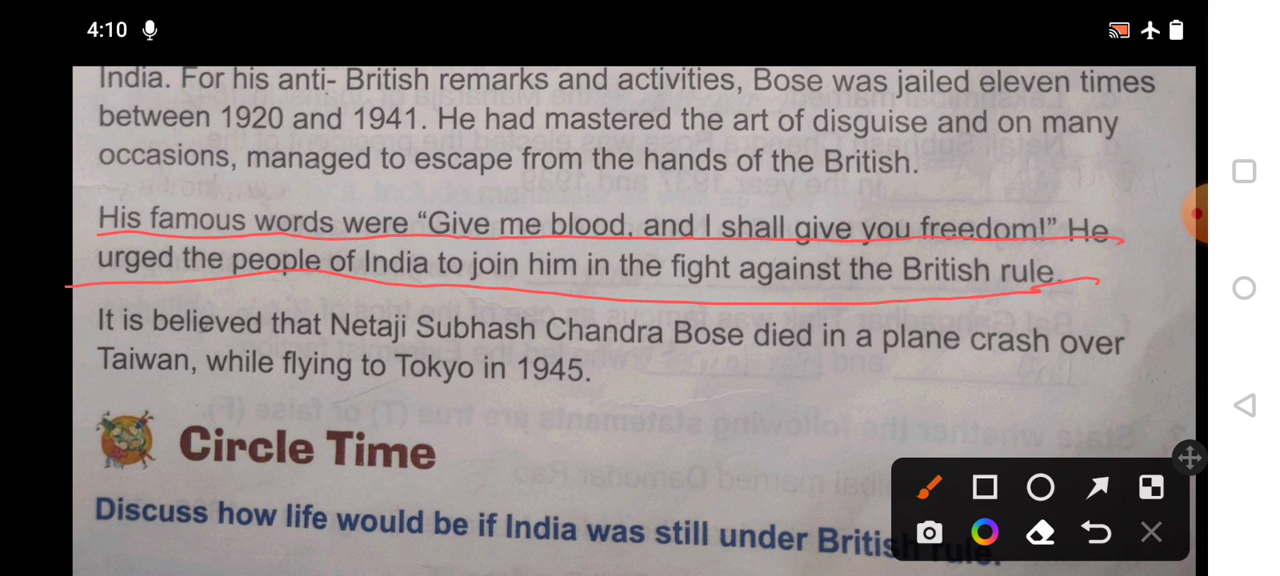 4:10
India. For his anti- British remarks and activities, Bose was jailed eleven times
between 1920 and 1941. He had mastered the art of disguise and on many
occasions, managed to escape from the hands of the British.
His famous words were “Give me blood, and I shall give you freedom!” He
urged the people of India to join him in the fight against the British rule.
It is believed that Netaji Subhash Chandra Bose died in a plane crash over
Taiwan, while flying to Tokyo in 1945.
Circle Time
Discuss how life would be if India was still under British rule.